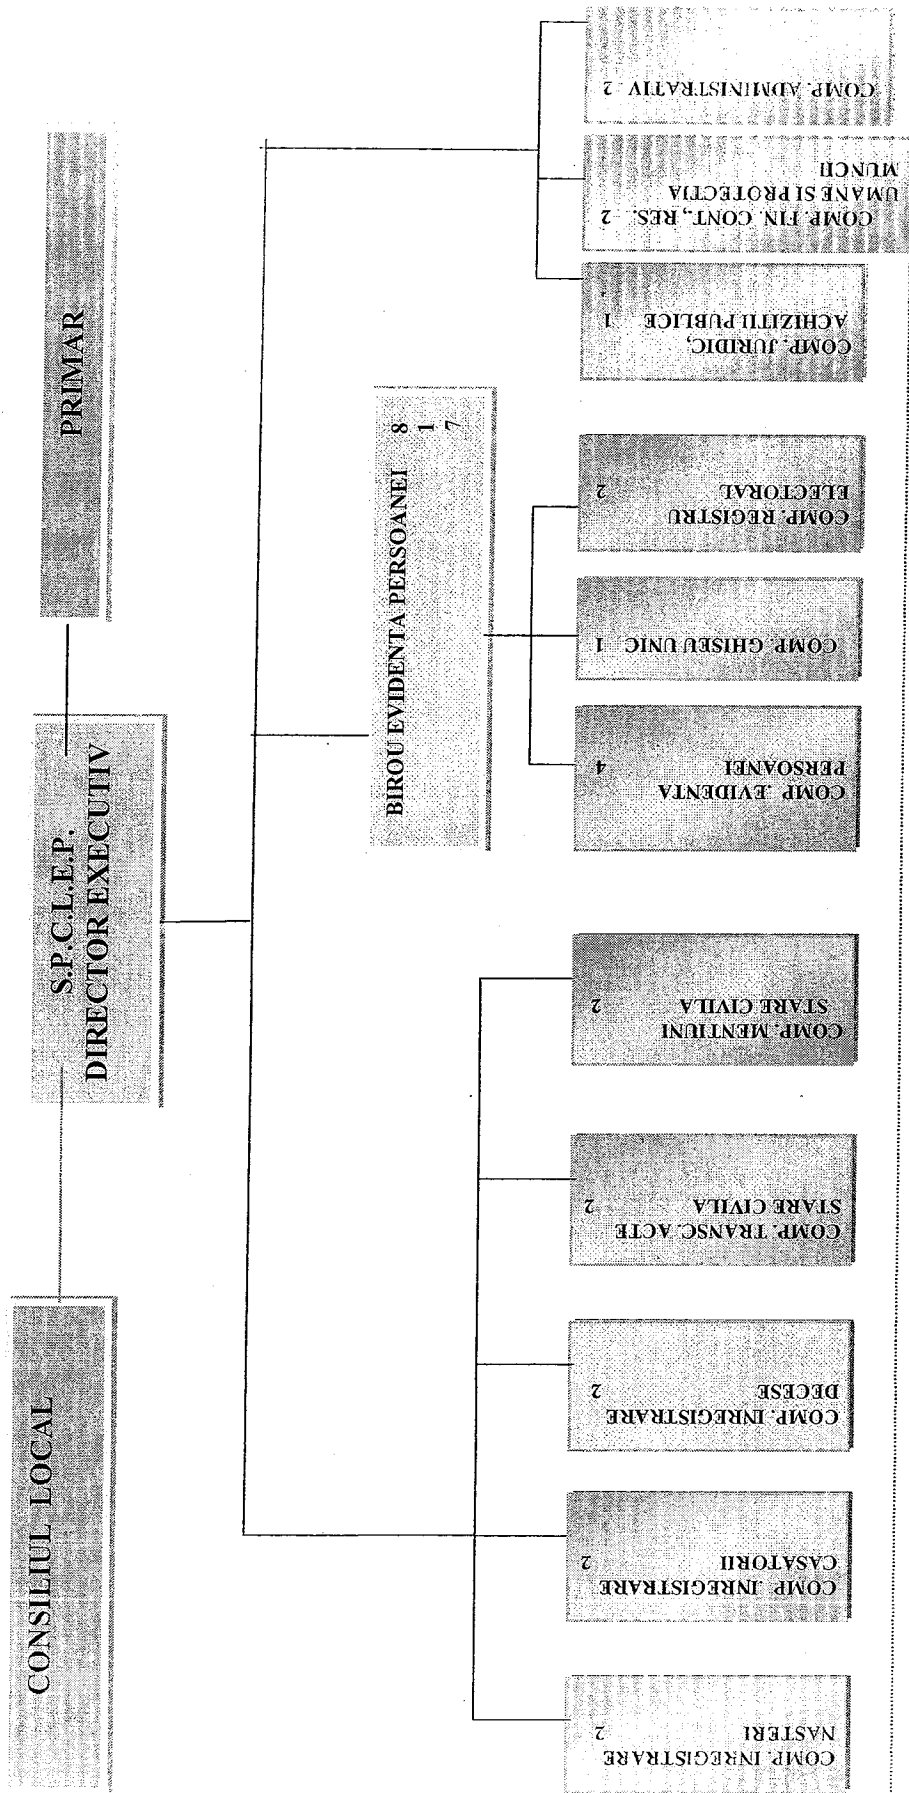 CONSILIUL LOCAL
S.P.C.L.E.P.
DIRECTOR EXECUTIV
PRIMAR
BIROU EVIDENTA PERSOANEI 8
1
7
COMP. INREGISTRARE
NASTERI 2
COMP. .INREGISTRARE
CASATORII 2
COMP. INREGISTRARE
DECESE 2
COMP. TRANSC. ACTE
STARE CIVILA 2
COMP. MENTIUNI
STARE CIVILA 2
COMP. .EVIDENTA
PERSOANEI 4
COMP. GHISEU UNIC 1
COMP. REGISTRU
ELECTORAL 2
COMP. JURIDIC,
ACHIZITII PUBLICE 1
COMP. FIN. CONT., RES. 2
UMANE SI PROTECTIA
MUNCII
COMP. ADMINISTRATIV 2